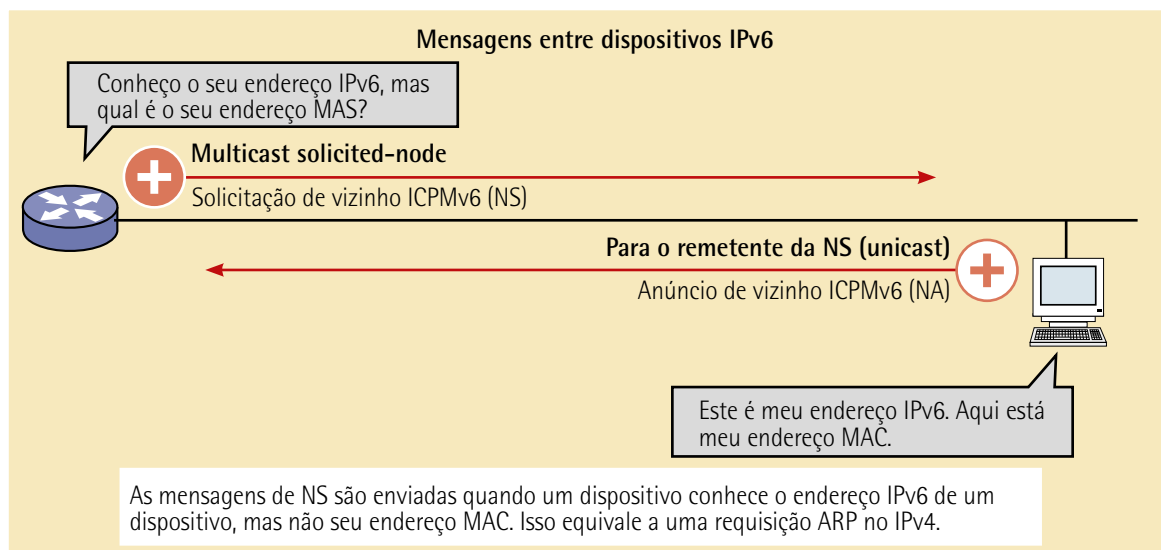 Mensagens entre dispositivos IPv6
Conheço o seu endereço IPv6, mas
qual é o seu endereço MAS?
Multicast solicited-node
Solicitação de vizinho ICPMv6 (NS)
Para o remetente da NS (unicast)
Anúncio de vizinho ICPMv6 (NA)
Este é meu endereço IPv6. Aqui está
meu endereço MAC.
As mensagens de NS são enviadas quando um dispositivo conhece o endereço IPv6 de um
dispositivo, mas não seu endereço MAC. Isso equivale a uma requisição ARP no IPv4.